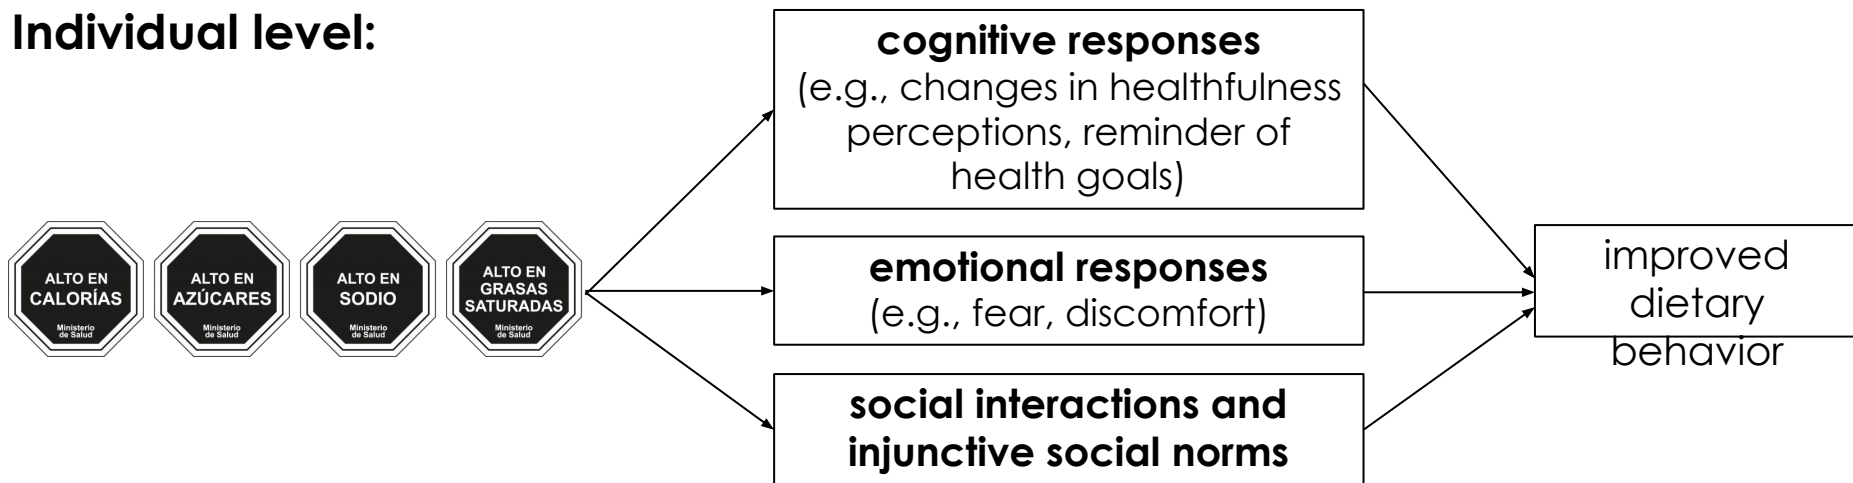 Individual level:
cognitive responses
(e.g., changes in healthfulness
perceptions, reminder of
health goals)
ALTO EN
CALORÍAS
Ministerio
de Salud
ALTO EN
AZÚCARES
Ministerio
de Salud
ALTO EN
SODIO
Ministerio
de Salud
ALTO EN
GRASAS
SATURADAS
Ministerio
de Salud
emotional responses
(e.g., fear, discomfort)
social interactions and
injunctive social norms
improved
dietary
behavior